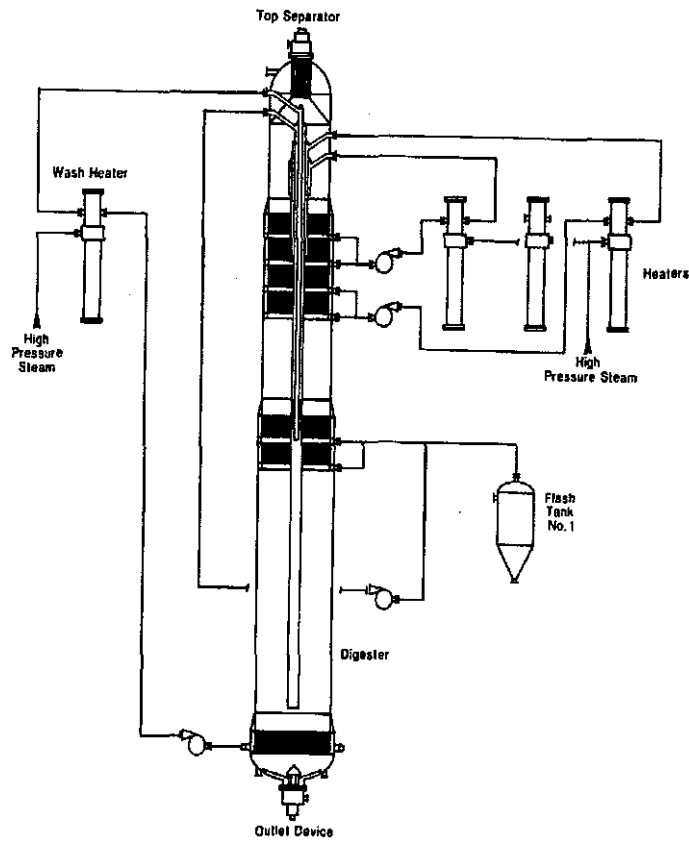 Top Separator
Wash Heater
High
Pressure
Steam
Heaters
High
Pressure Steam
Flash
Tank
No. 1
Digester
Outlet Device